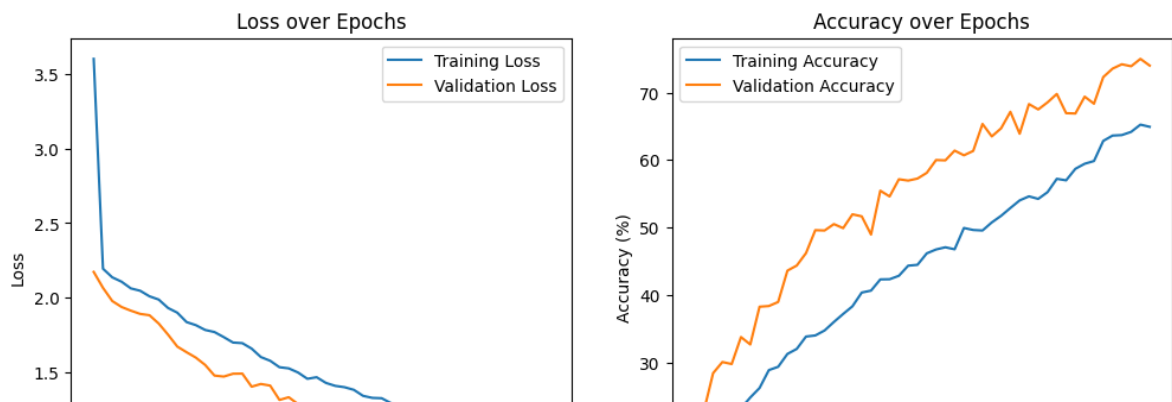 Loss over Epochs
3.5
3.0
2.5
2.0
1.5
Loss
Training Loss
Validation Loss
Accuracy over Epochs
70
60
50
40
30
Accuracy (%)
Training Accuracy
Validation Accuracy